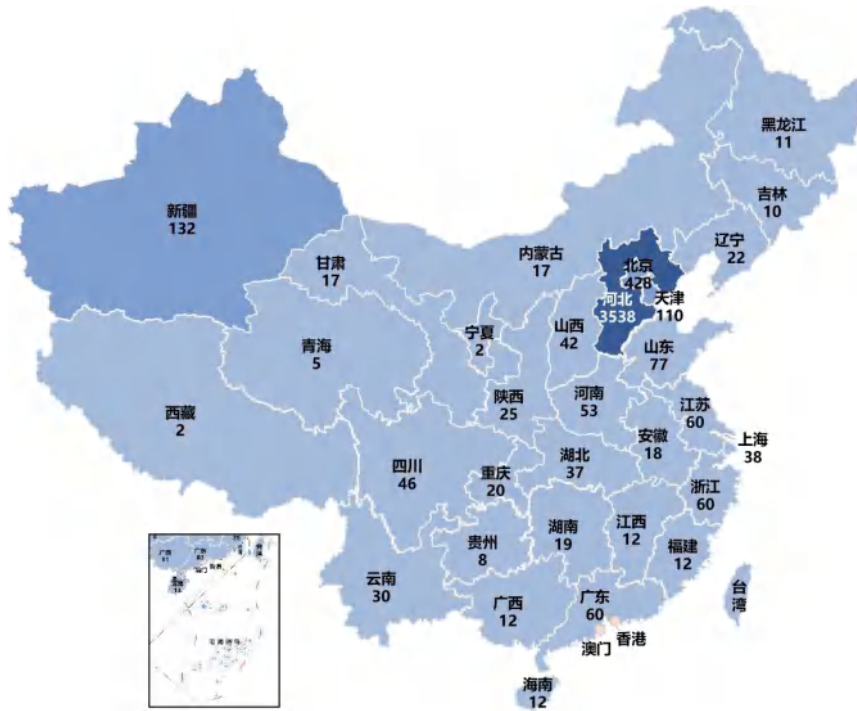 黑龙江
11
吉林
10
新疆
132
辽宁
22
内蒙古
17
甘肃
17
北京
428
河北
3538
天津
110
宁夏
2
山西
42
青海
5
山东
77
陕西
25
河南
53
西藏
2
江苏
60
安徽
18
上海
38
四川
46
重庆
20
湖北
37
浙江
60
湖南
19
江西
12
贵州
8
福建
12
云南
30
广西
12
广东
60
台
湾
香港
澳门
海南
12